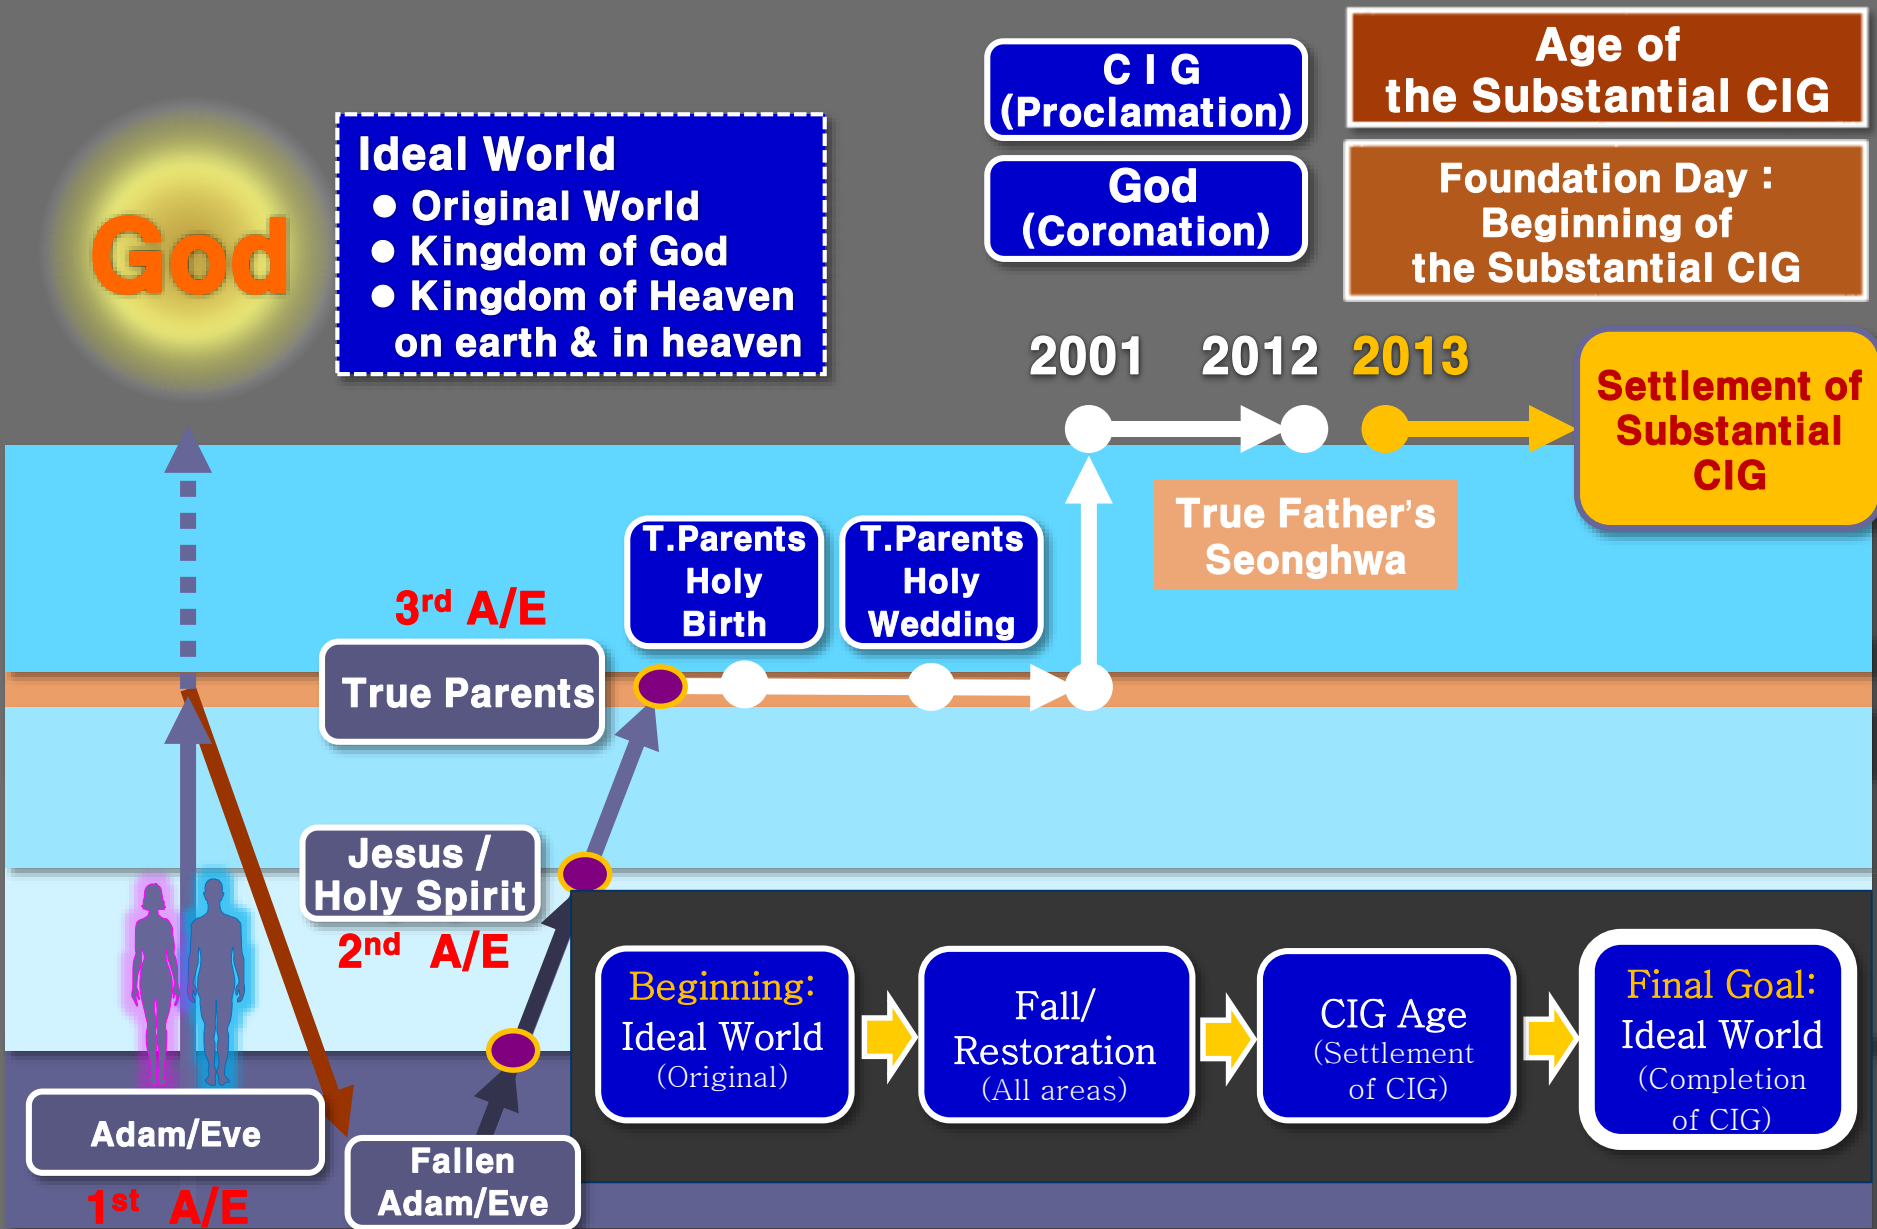 C I G
(Proclamation)
God
(Coronation)
Age of
the Substantial CIG
Foundation Day :
Beginning of
the Substantial CIG
God
Ideal World
● Original World
● Kingdom of God
● Kingdom of Heaven
on earth & in heaven
2001
2012
2013
Settlement of
Substantial
CIG
True Father's
Seonghwa
T.Parents
Holy
Birth
T.Parents
Holy
Wedding
3rd A/E
True Parents
Jesus /
Holy Spirit
2nd A/E
Adam/Eve
1st A/E
Fallen
Adam/Eve
Beginning:
Ideal World
(Original)
Fall/
Restoration
(All areas)
CIG Age
(Settlement
of CIG)
Final Goal:
Ideal World
(Completion
of CIG)